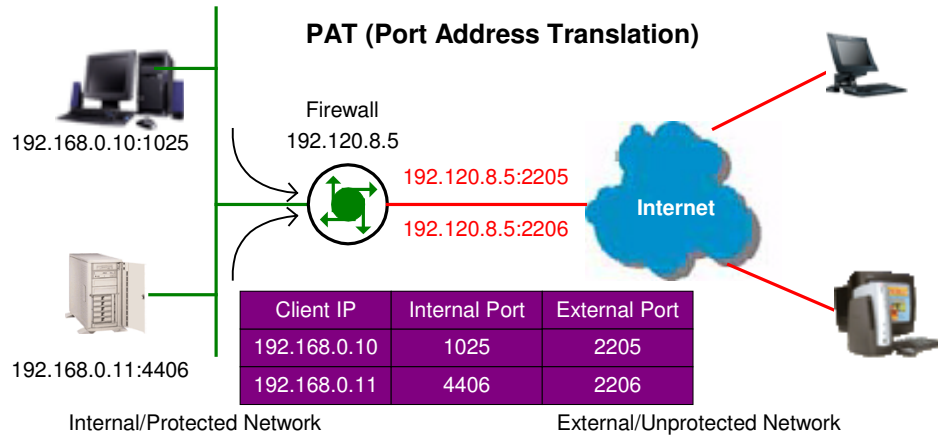 PAT (Port Address Translation)
Firewall
192.120.8.5
192.168.0.10:1025
192.120.8.5:2205
Internet
192.120.8.5:2206
Client IP Internal Port External Port
192.168.0.10 1025 2205
192.168.0.11 4406 2206
192.168.0.11:4406
Internal/Protected Network External/Unprotected Network